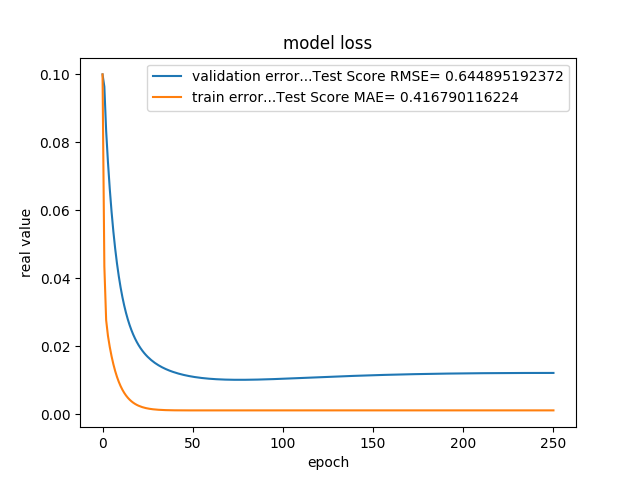 model loss
validation error...Test Score RMSE= 0.644895192372
train error...Test Score MAE= 0.416790116224
real value
0.10
0.08
0.06
0.04
0.02
0.00
0 50 100 150 200 250
epoch